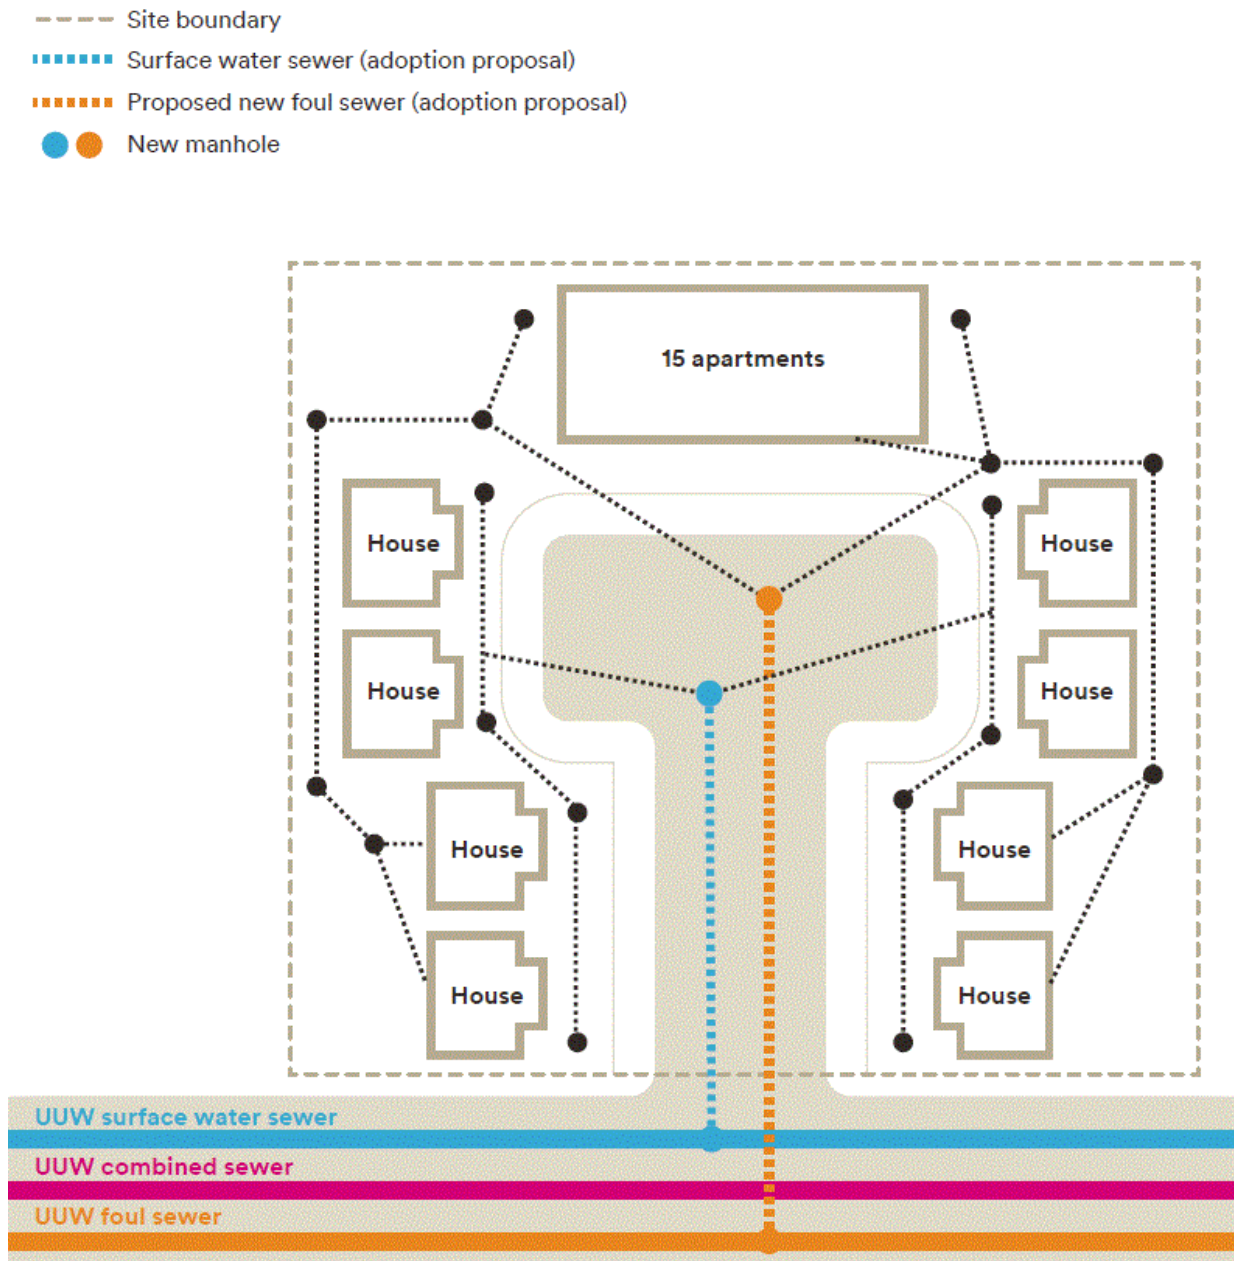 Site boundary
Surface water sewer (adoption proposal)
Proposed new foul sewer (adoption proposal)
New manhole
15 apartments
House
House
House
House
House
House
House
House
UUW surface water sewer
UUW combined sewer
UUW foul sewer